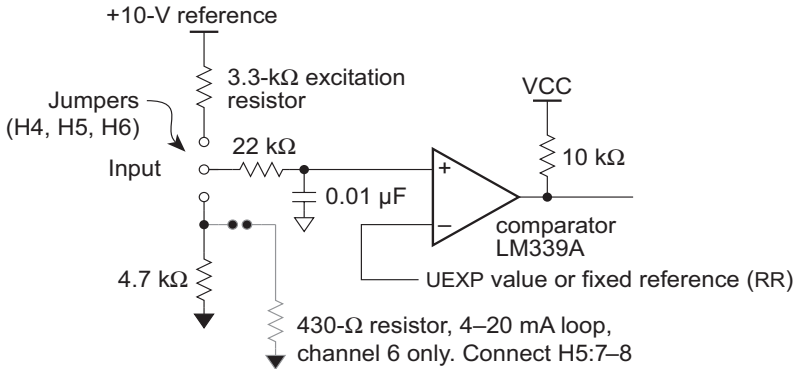 +10-V reference
3.3-kΩ excitation
resistor
Jumpers
(H4, H5, H6)
Input
22 kΩ
0.01 µF
VCC
10 kΩ
+
–
comparator
LM339A
UEXP value or fixed reference (RR)
4.7 kΩ
430-Ω resistor, 4–20 mA loop,
channel 6 only. Connect H5:7–8